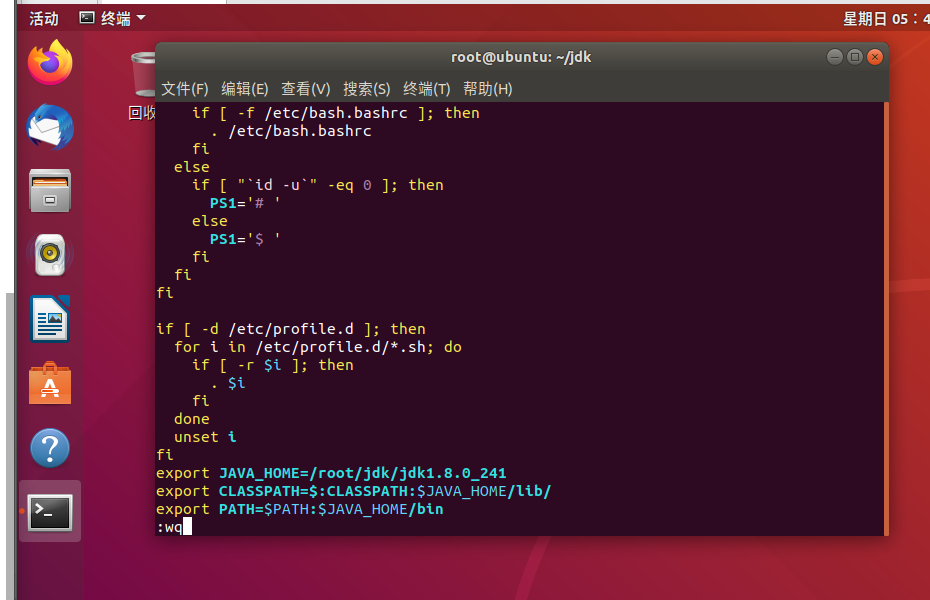 活动 终端 星期日 05：4
root@ubuntu: ~/jdk
文件(F) 编辑(E) 查看(V) 搜索(S) 终端(T) 帮助(H)
回收
    if [ -f /etc/bash.bashrc ]; then
      . /etc/bash.bashrc
    fi
  else
    if [ "`id -u`" -eq 0 ]; then
      PS1='# '
    else
      PS1='$ '
    fi
  fi
fi

if [ -d /etc/profile.d ]; then
  for i in /etc/profile.d/*.sh; do
    if [ -r $i ]; then
      . $i
    fi
  done
  unset i
fi
export JAVA_HOME=/root/jdk/jdk1.8.0_241
export CLASSPATH=$:CLASSPATH:$JAVA_HOME/lib/
export PATH=$PATH:$JAVA_HOME/bin
:wq